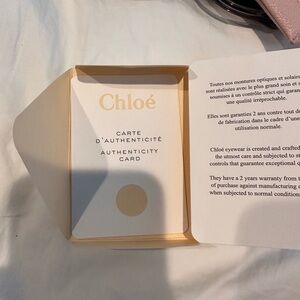 Chloé
CARTE
D'AUTHENTICITÉ
AUTHENTICITY
CARD
Toutes nos montures optiques et solaire
sont réalisées avec le plus grand soin et
soumises à un contrôle strict qui garan
une qualité irréprochable.
Elles sont garanties 2 ans contre tout dé
de fabrication dans le cadre d'une
utilisation normale.
Chloé eyewear is created and crafted
the utmost care and subjected to st
controls that guarantee exceptional q
They have a 2 years warranty from t
of purchase against manufacturing d
when subjected to normal conditions